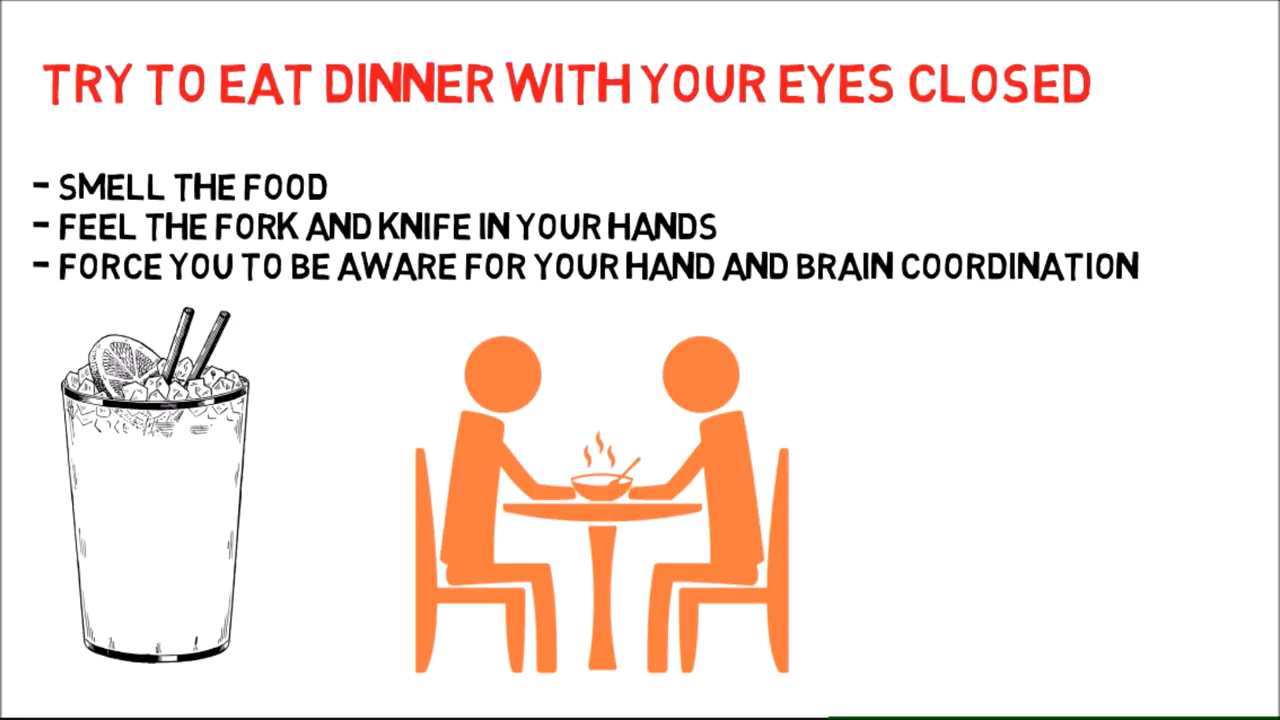 TRY TO EAT DINNER WITH YOUR EYES CLOSED
- SMELL THE FOOD
- FEEL THE FORK AND KNIFE IN YOUR HANDS
- FORCE YOU TO BE AWARE FOR YOUR HAND AND BRAIN COORDINATION